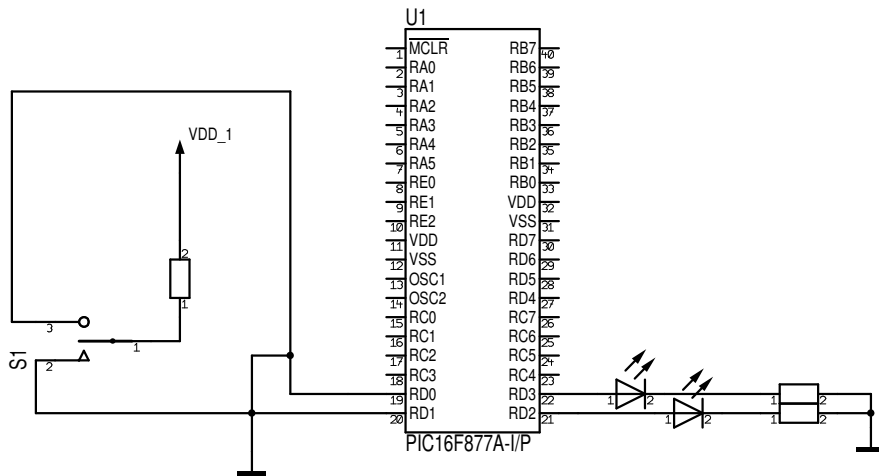 U1
MCLR RB7
1 40
RA0 RB6
2 39
RA1 RB5
3 38
RA2 RB4
4 37
RA3 RB3
5 36
RA4 RB2
6 35
RA5 RB1
7 34
RE0 RB0
8 33
RE1 VDD
9 32
RE2 VSS
10 31
VDD RD7
11 30
VSS RD6
12 29
OSC1 RD5
13 28
OSC2 RD4
14 27
RC0 RC7
15 26
RC1 RC6
16 25
RC2 RC5
17 24
RC3 RC4
18 23
RD0 RD3
19 22
RD1 RD2
20 21
PIC16F877A-I/P
VDD_1
2
1
S1
3
1
2
1 2
1 2
1 2
1 2